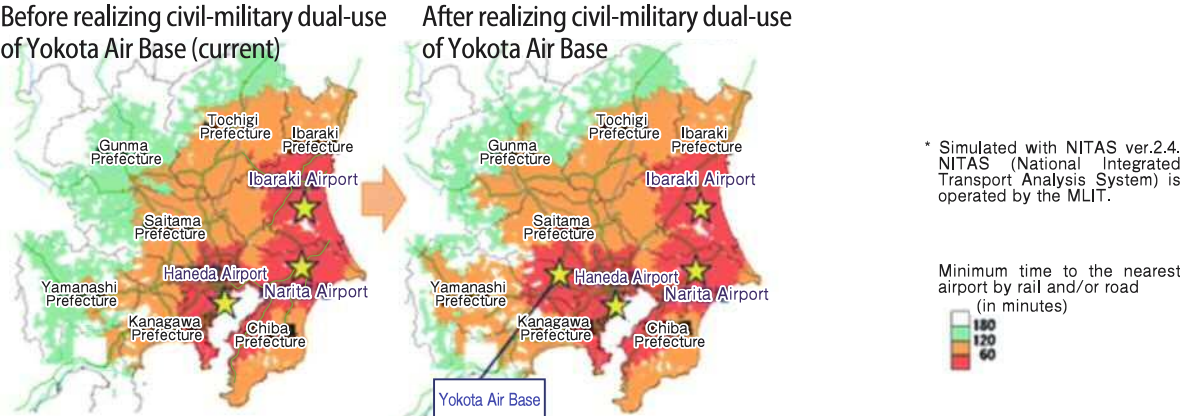 Before realizing civil-military dual-use
of Yokota Air Base (current)
Tochigi
Prefecture
Gunma
Prefecture
Ibaraki
Prefecture
Ibaraki Airport
Saitama
Prefecture
Haneda Airport
Yamanashi
Prefecture
Narita Airport
Kanagawa
Prefecture
Chiba
Prefecture
After realizing civil-military dual-use
of Yokota Air Base
Tochigi
Prefecture
Gunma
Prefecture
Ibaraki
Prefecture
Ibaraki Airport
Saitama
Prefecture
Haneda Airport
Yamanashi
Prefecture
Narita Airport
Kanagawa
Prefecture
Chiba
Prefecture
Yokota Air Base
* Simulated with NITAS ver.2.4.
NITAS (National Integrated
Transport Analysis System) is
operated by the MLIT.
Minimum time to the nearest
airport by rail and/or road
(in minutes)
180
120
60